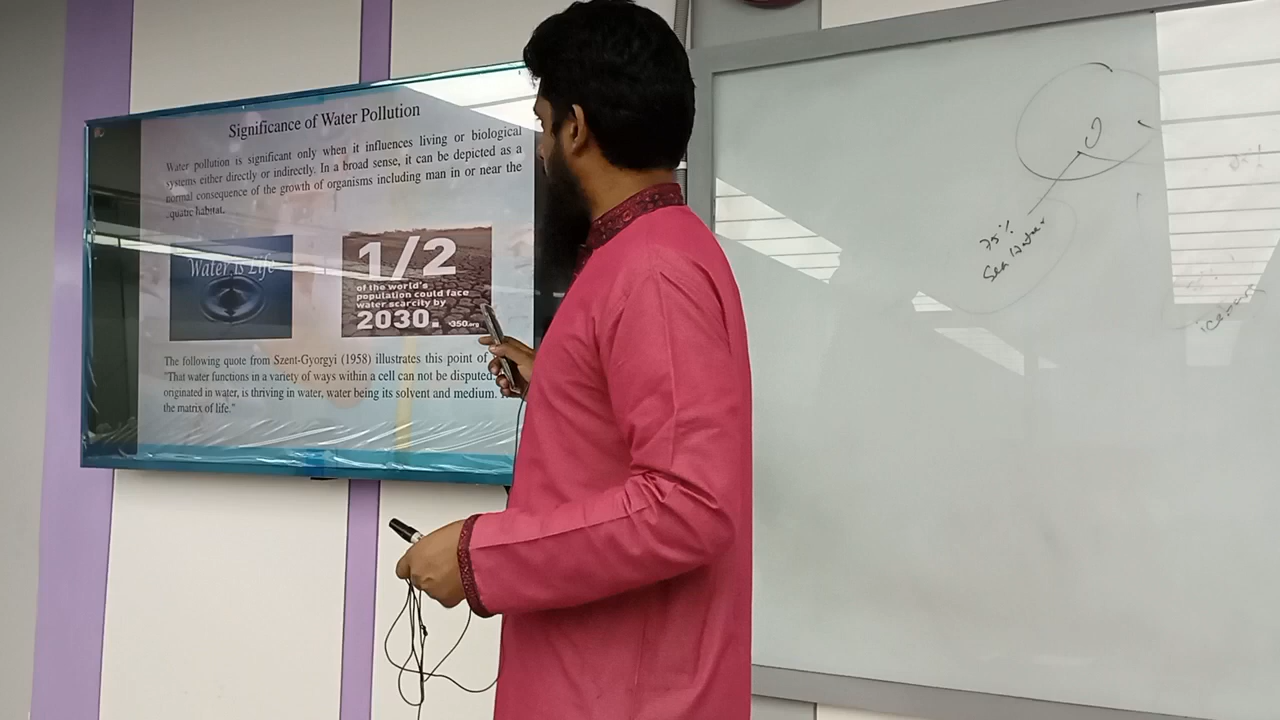 Significance of Water Pollution
Water pollution is significant only when it influences living or biological
systems either directly or indirectly. In a broad sense, it can be depicted as a
normal consequence of the growth of organisms including man in or near the
quatic habitat.
Water is Life
1/2
of the world's
population could face
water scarcity by
2030.
350.org
The following quote from Szent-Gyorgyi (1958) illustrates this point of
"That water functions in a variety of ways within a cell can not be disputed.
originated in water, is thriving in water, water being its solvent and medium.
the matrix of life."
75%
Sea Water